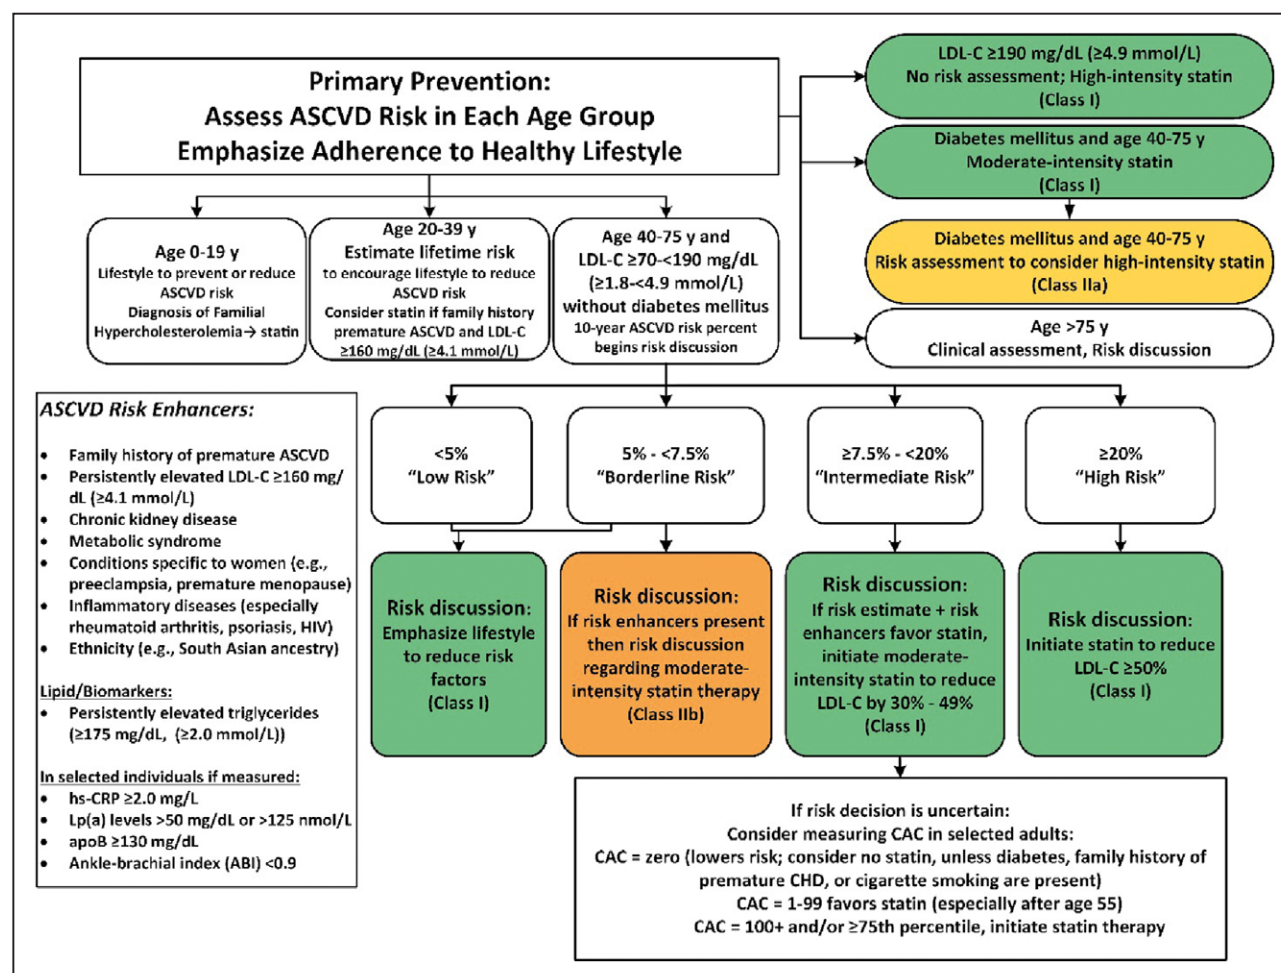 Primary Prevention:
Assess ASCVD Risk in Each Age Group
Emphasize Adherence to Healthy Lifestyle
LDL-C ≥190 mg/dL (≥4.9 mmol/L)
No risk assessment; High-intensity statin
(Class I)
Diabetes mellitus and age 40-75 y
Moderate-intensity statin
(Class I)
Diabetes mellitus and age 40-75 y
Risk assessment to consider high-intensity statin
(Class IIa)
Age >75 y
Clinical assessment, Risk discussion
Age 0-19 y
Lifestyle to prevent or reduce
ASCVD risk
Diagnosis of Familial
Hypercholesterolemia→ statin
Age 20-39 y
Estimate lifetime risk
to encourage lifestyle to reduce
ASCVD risk
Consider statin if family history
premature ASCVD and LDL-C
≥160 mg/dL (≥4.1 mmol/L)
Age 40-75 y and
LDL-C ≥70-<190 mg/dL
(≥1.8-<4.9 mmol/L)
without diabetes mellitus
10-year ASCVD risk percent
begins risk discussion
<5%
“Low Risk”
5% - <7.5%
“Borderline Risk”
≥7.5% - <20%
“Intermediate Risk”
≥20%
“High Risk”
Risk discussion:
Emphasize lifestyle
to reduce risk
factors
(Class I)
Risk discussion:
If risk enhancers present
then risk discussion
regarding moderate-
intensity statin therapy
(Class IIb)
Risk discussion:
If risk estimate + risk
enhancers favor statin,
initiate moderate-
intensity statin to reduce
LDL-C by 30% - 49%
(Class I)
Risk discussion:
Initiate statin to reduce
LDL-C ≥50%
(Class I)
ASCVD Risk Enhancers:
• Family history of premature ASCVD
• Persistently elevated LDL-C ≥160 mg/
dL (≥4.1 mmol/L)
• Chronic kidney disease
• Metabolic syndrome
• Conditions specific to women (e.g.,
preeclampsia, premature menopause)
• Inflammatory diseases (especially
rheumatoid arthritis, psoriasis, HIV)
• Ethnicity (e.g., South Asian ancestry)
Lipid/Biomarkers:
• Persistently elevated triglycerides
(≥175 mg/dL, (≥2.0 mmol/L))
In selected individuals if measured:
• hs-CRP ≥2.0 mg/L
• Lp(a) levels >50 mg/dL or >125 nmol/L
• apoB ≥130 mg/dL
• Ankle-brachial index (ABI) <0.9
If risk decision is uncertain:
Consider measuring CAC in selected adults:
CAC = zero (lowers risk; consider no statin, unless diabetes, family history of
premature CHD, or cigarette smoking are present)
CAC = 1-99 favors statin (especially after age 55)
CAC = 100+ and/or ≥75th percentile, initiate statin therapy